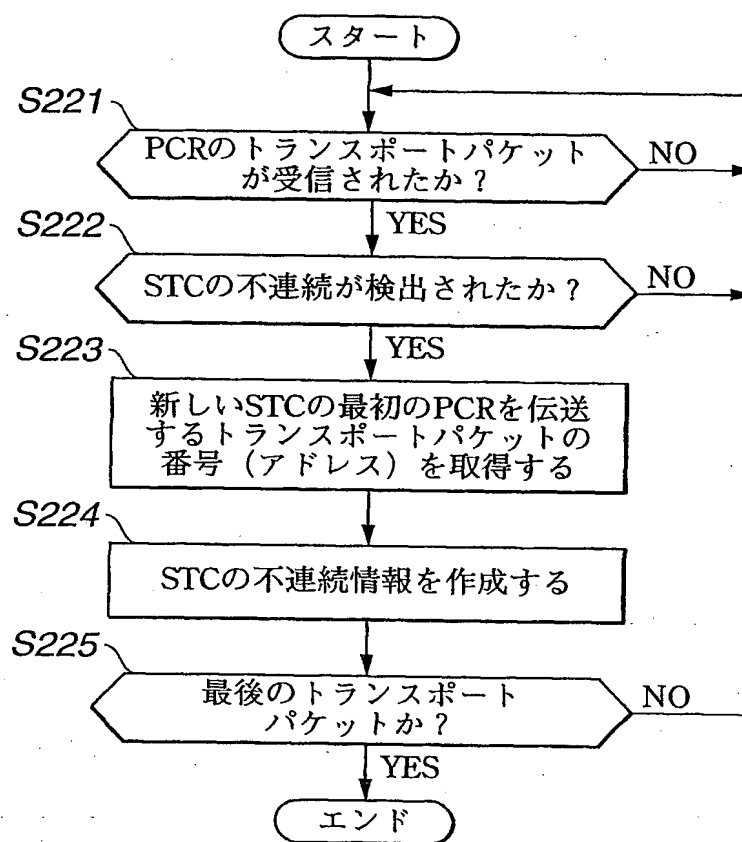 スタート
S221
PCRのトランスポートパケット
が受信されたか？
NO
YES
S222
STCの不連続が検出されたか？
NO
YES
S223
新しいSTCの最初のPCRを伝送
するトランスポートパケットの
番号（アドレス）を取得する
S224
STCの不連続情報を作成する
S225
最後のトランスポート
パケットか？
NO
YES
エンド